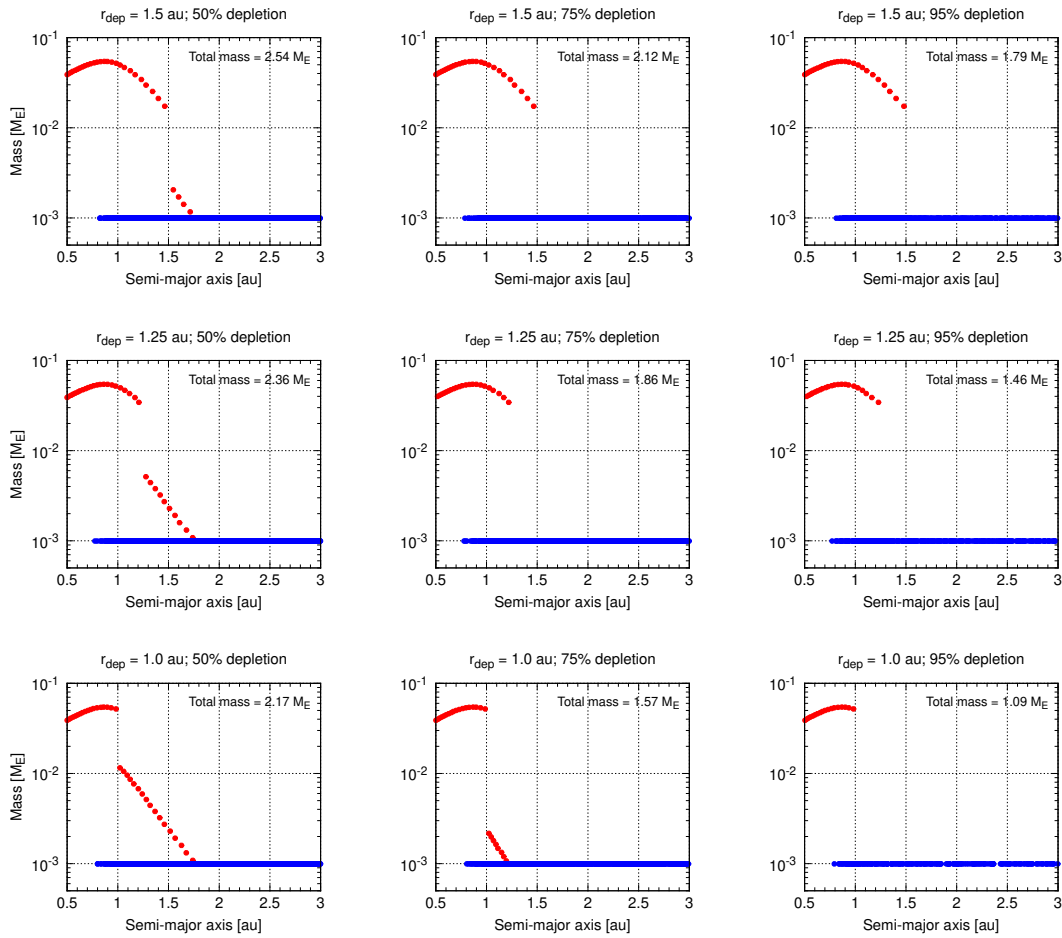 r_dep = 1.5 au; 50% depletion
Total mass = 2.54 M_E
Mass [M_E]
10^-1
10^-2
10^-3
0.5 1 1.5 2 2.5 3
Semi-major axis [au]
r_dep = 1.5 au; 75% depletion
Total mass = 2.12 M_E
10^-1
10^-2
10^-3
0.5 1 1.5 2 2.5 3
Semi-major axis [au]
r_dep = 1.5 au; 95% depletion
Total mass = 1.79 M_E
10^-1
10^-2
10^-3
0.5 1 1.5 2 2.5 3
Semi-major axis [au]
r_dep = 1.25 au; 50% depletion
Total mass = 2.36 M_E
Mass [M_E]
10^-1
10^-2
10^-3
0.5 1 1.5 2 2.5 3
Semi-major axis [au]
r_dep = 1.25 au; 75% depletion
Total mass = 1.86 M_E
10^-1
10^-2
10^-3
0.5 1 1.5 2 2.5 3
Semi-major axis [au]
r_dep = 1.25 au; 95% depletion
Total mass = 1.46 M_E
10^-1
10^-2
10^-3
0.5 1 1.5 2 2.5 3
Semi-major axis [au]
r_dep = 1.0 au; 50% depletion
Total mass = 2.17 M_E
Mass [M_E]
10^-1
10^-2
10^-3
0.5 1 1.5 2 2.5 3
Semi-major axis [au]
r_dep = 1.0 au; 75% depletion
Total mass = 1.57 M_E
10^-1
10^-2
10^-3
0.5 1 1.5 2 2.5 3
Semi-major axis [au]
r_dep = 1.0 au; 95% depletion
Total mass = 1.09 M_E
10^-1
10^-2
10^-3
0.5 1 1.5 2 2.5 3
Semi-major axis [au]